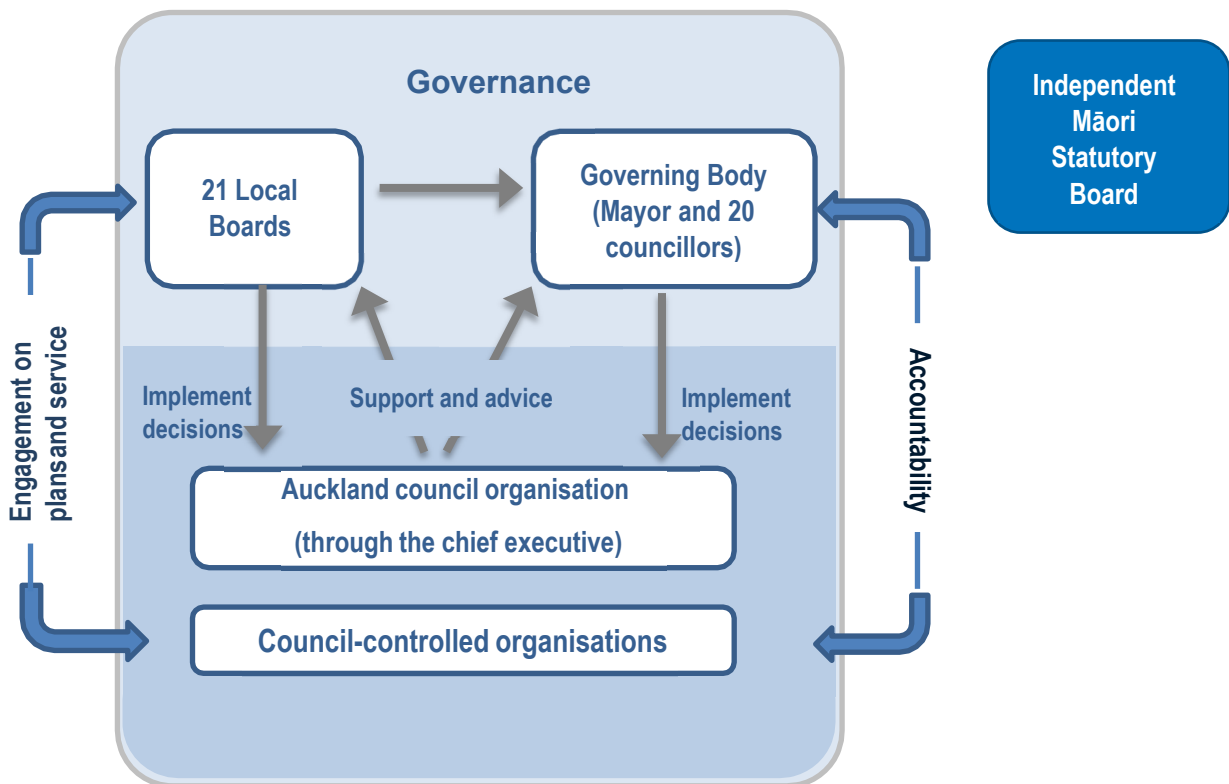 Governance
Independent
Māori
Statutory
Board
21 Local
Boards
Governing Body
(Mayor and 20
councillors)
Engagement on
plansand service
Accountability
Implement
decisions
Support and advice
Implement
decisions
Auckland council organisation
(through the chief executive)
Council-controlled organisations